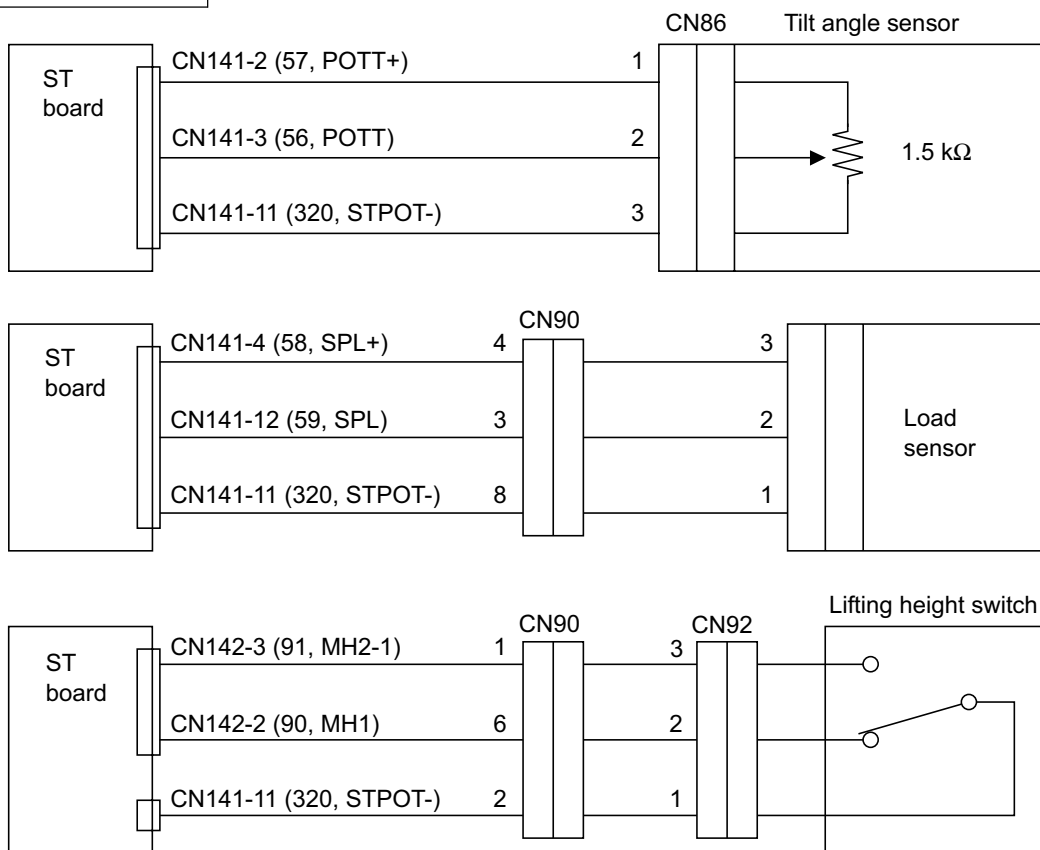 CN86 Tilt angle sensor
ST
board
CN141-2 (57, POTT+) 1
CN141-3 (56, POTT) 2
1.5 kΩ
CN141-11 (320, STPOT-) 3
CN90
ST
board
CN141-4 (58, SPL+) 4 3
CN141-12 (59, SPL) 3 2
Load
sensor
CN141-11 (320, STPOT-) 8 1
Lifting height switch
CN90 CN92
ST
board
CN142-3 (91, MH2-1) 1 3
CN142-2 (90, MH1) 6 2
CN141-11 (320, STPOT-) 2 1